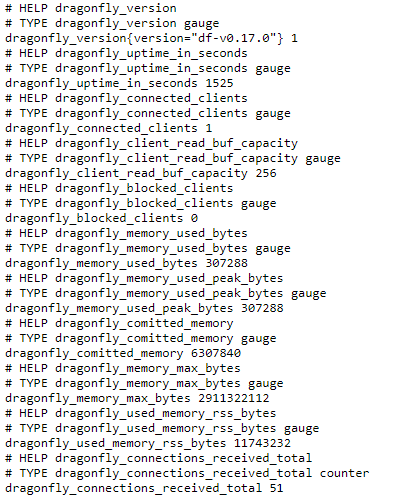 # HELP dragonfly_version
# TYPE dragonfly_version gauge
dragonfly_version{version="df-v0.17.0"} 1
# HELP dragonfly_uptime_in_seconds
# TYPE dragonfly_uptime_in_seconds gauge
dragonfly_uptime_in_seconds 1525
# HELP dragonfly_connected_clients
# TYPE dragonfly_connected_clients gauge
dragonfly_connected_clients 1
# HELP dragonfly_client_read_buf_capacity
# TYPE dragonfly_client_read_buf_capacity gauge
dragonfly_client_read_buf_capacity 256
# HELP dragonfly_blocked_clients
# TYPE dragonfly_blocked_clients gauge
dragonfly_blocked_clients 0
# HELP dragonfly_memory_used_bytes
# TYPE dragonfly_memory_used_bytes gauge
dragonfly_memory_used_bytes 307288
# HELP dragonfly_memory_used_peak_bytes
# TYPE dragonfly_memory_used_peak_bytes gauge
dragonfly_memory_used_peak_bytes 307288
# HELP dragonfly_comitted_memory
# TYPE dragonfly_comitted_memory gauge
dragonfly_comitted_memory 6307840
# HELP dragonfly_memory_max_bytes
# TYPE dragonfly_memory_max_bytes gauge
dragonfly_memory_max_bytes 2911322112
# HELP dragonfly_used_memory_rss_bytes
# TYPE dragonfly_used_memory_rss_bytes gauge
dragonfly_used_memory_rss_bytes 11743232
# HELP dragonfly_connections_received_total
# TYPE dragonfly_connections_received_total counter
dragonfly_connections_received_total 51